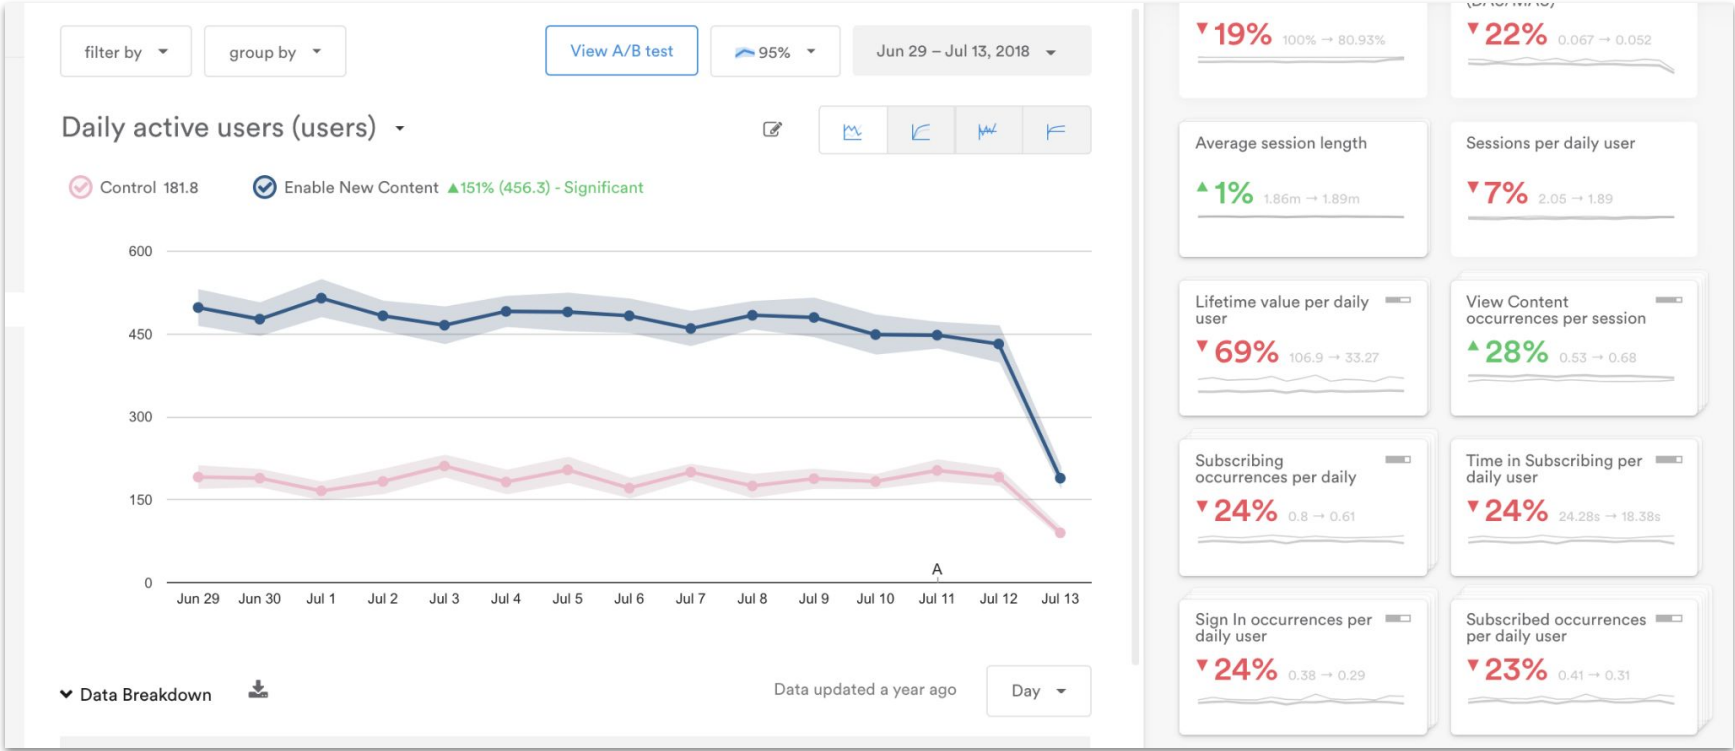 filter by
group by
View A/B test
95%
Jun 29 – Jul 13, 2018
Daily active users (users)
Control 181.8
Enable New Content ▲151% (456.3) - Significant
600
450
300
150
0
A
Jun 29 Jun 30 Jul 1 Jul 2 Jul 3 Jul 4 Jul 5 Jul 6 Jul 7 Jul 8 Jul 9 Jul 10 Jul 11 Jul 12 Jul 13
Data Breakdown
Data updated a year ago
Day
▼19% 100% → 80.93%
(DAU/MAU)
▼22% 0.067 → 0.052
Average session length
▲1% 1.86m → 1.89m
Sessions per daily user
▼7% 2.05 → 1.89
Lifetime value per daily
user
▼69% 106.9 → 33.27
View Content
occurrences per session
▲28% 0.53 → 0.68
Subscribing
occurrences per daily
▼24% 0.8 → 0.61
Time in Subscribing per
daily user
▼24% 24.28s → 18.38s
Sign In occurrences per
daily user
▼24% 0.38 → 0.29
Subscribed occurrences
per daily user
▼23% 0.41 → 0.31